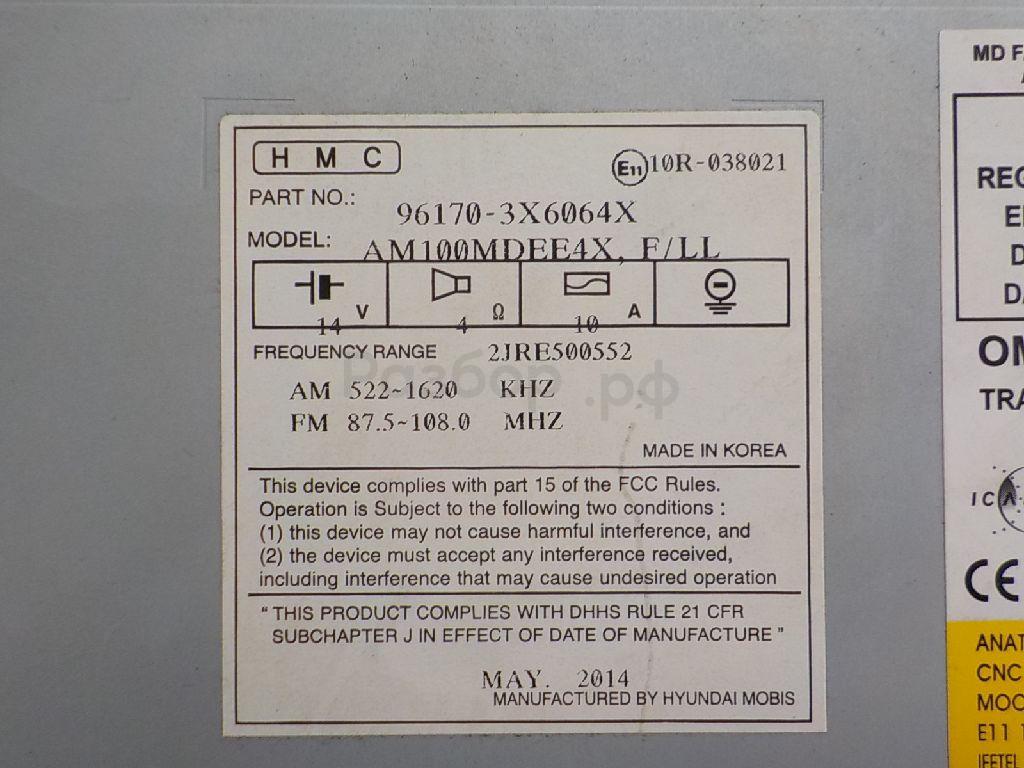 H M C
E11 10R-038021
PART NO.:
96170-3X6064X
MODEL:
AM100MDEE4X, E/LL
14 V
4 Ω
10 A
FREQUENCY RANGE 2JRE500552
AM 522~1620 KHZ
FM 87.5~108.0 MHZ
Разбор.рф
MADE IN KOREA
This device complies with part 15 of the FCC Rules.
Operation is Subject to the following two conditions :
(1) this device may not cause harmful interference, and
(2) the device must accept any interference received,
including interference that may cause undesired operation
“ THIS PRODUCT COMPLIES WITH DHHS RULE 21 CFR
SUBCHAPTER J IN EFFECT OF DATE OF MANUFACTURE ”
MAY. 2014
MANUFACTURED BY HYUNDAI MOBIS
MD
TRA
CE
ANAT
CNC
E11